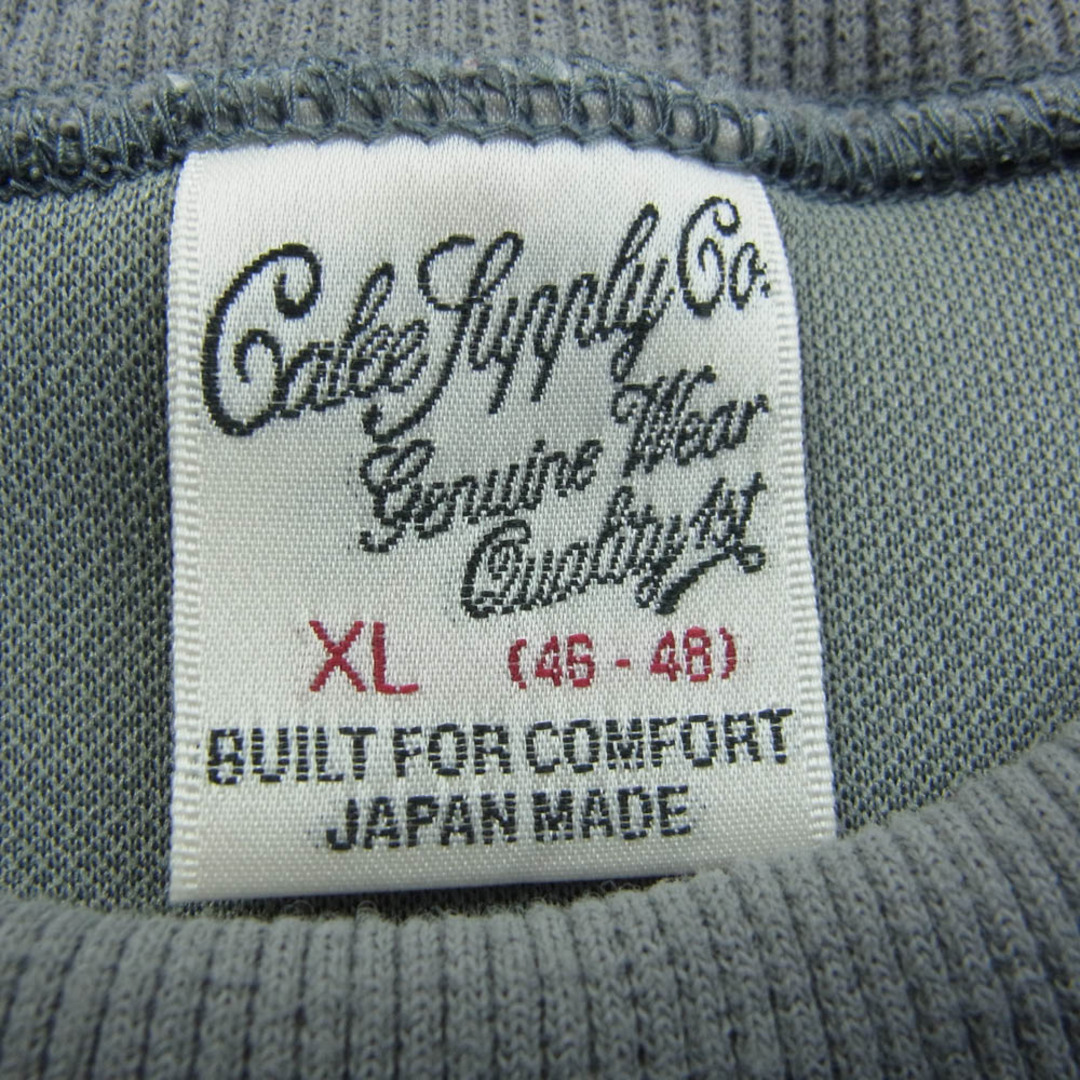 Calee Supply Co.
Genuine Wear
Quality 1st
XL (46 - 48)
BUILT FOR COMFORT
JAPAN MADE